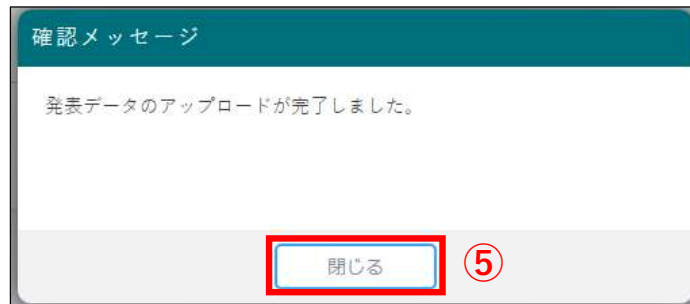 確認メッセージ
発表データのアップロードが完了しました。
閉じる ⑤